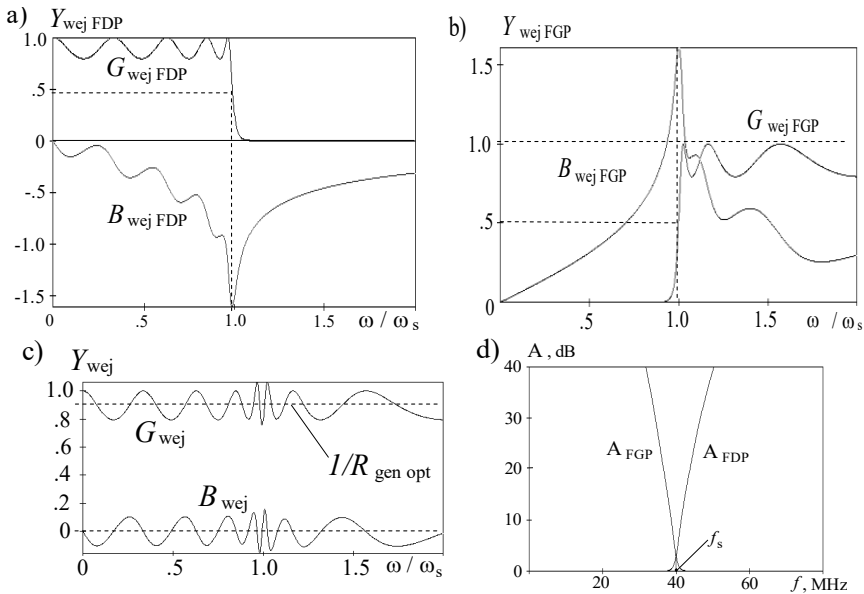 a)
Y wej FDP
1.0
G wej FDP
.5
0
B wej FDP
-1.0
-1.5
0
.5
1.0
1.5
ω / ωs
b)
Y wej FGP
1.5
G wej FGP
1.0
B wej FGP
.5
0
.5
1.0
1.5
ω / ωs
c)
Y wej
1.0
.8
G wej
1/R gen opt
.6
.4
B wej
.2
0
0
.5
1.0
1.5
ω / ωs
d)
A , dB
40
30
A FGP
A FDP
20
10
fs
0
20
40
60
f, MHz